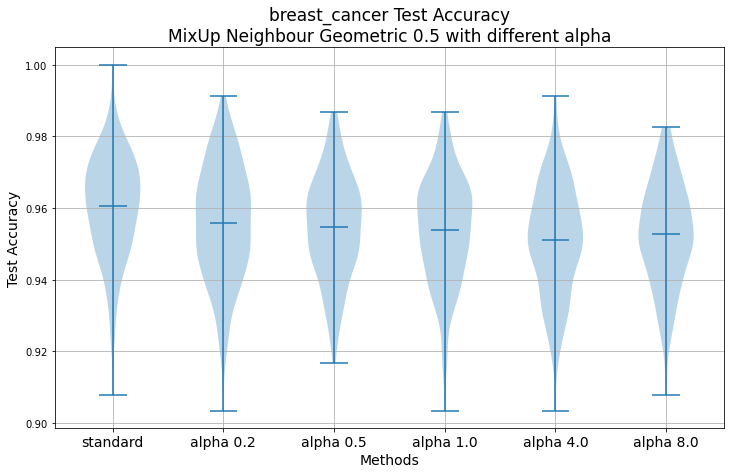 breast_cancer Test Accuracy
MixUp Neighbour Geometric 0.5 with different alpha
1.00
0.98
0.96
0.94
0.92
0.90
Test Accuracy
standard alpha 0.2 alpha 0.5 alpha 1.0 alpha 4.0 alpha 8.0
Methods